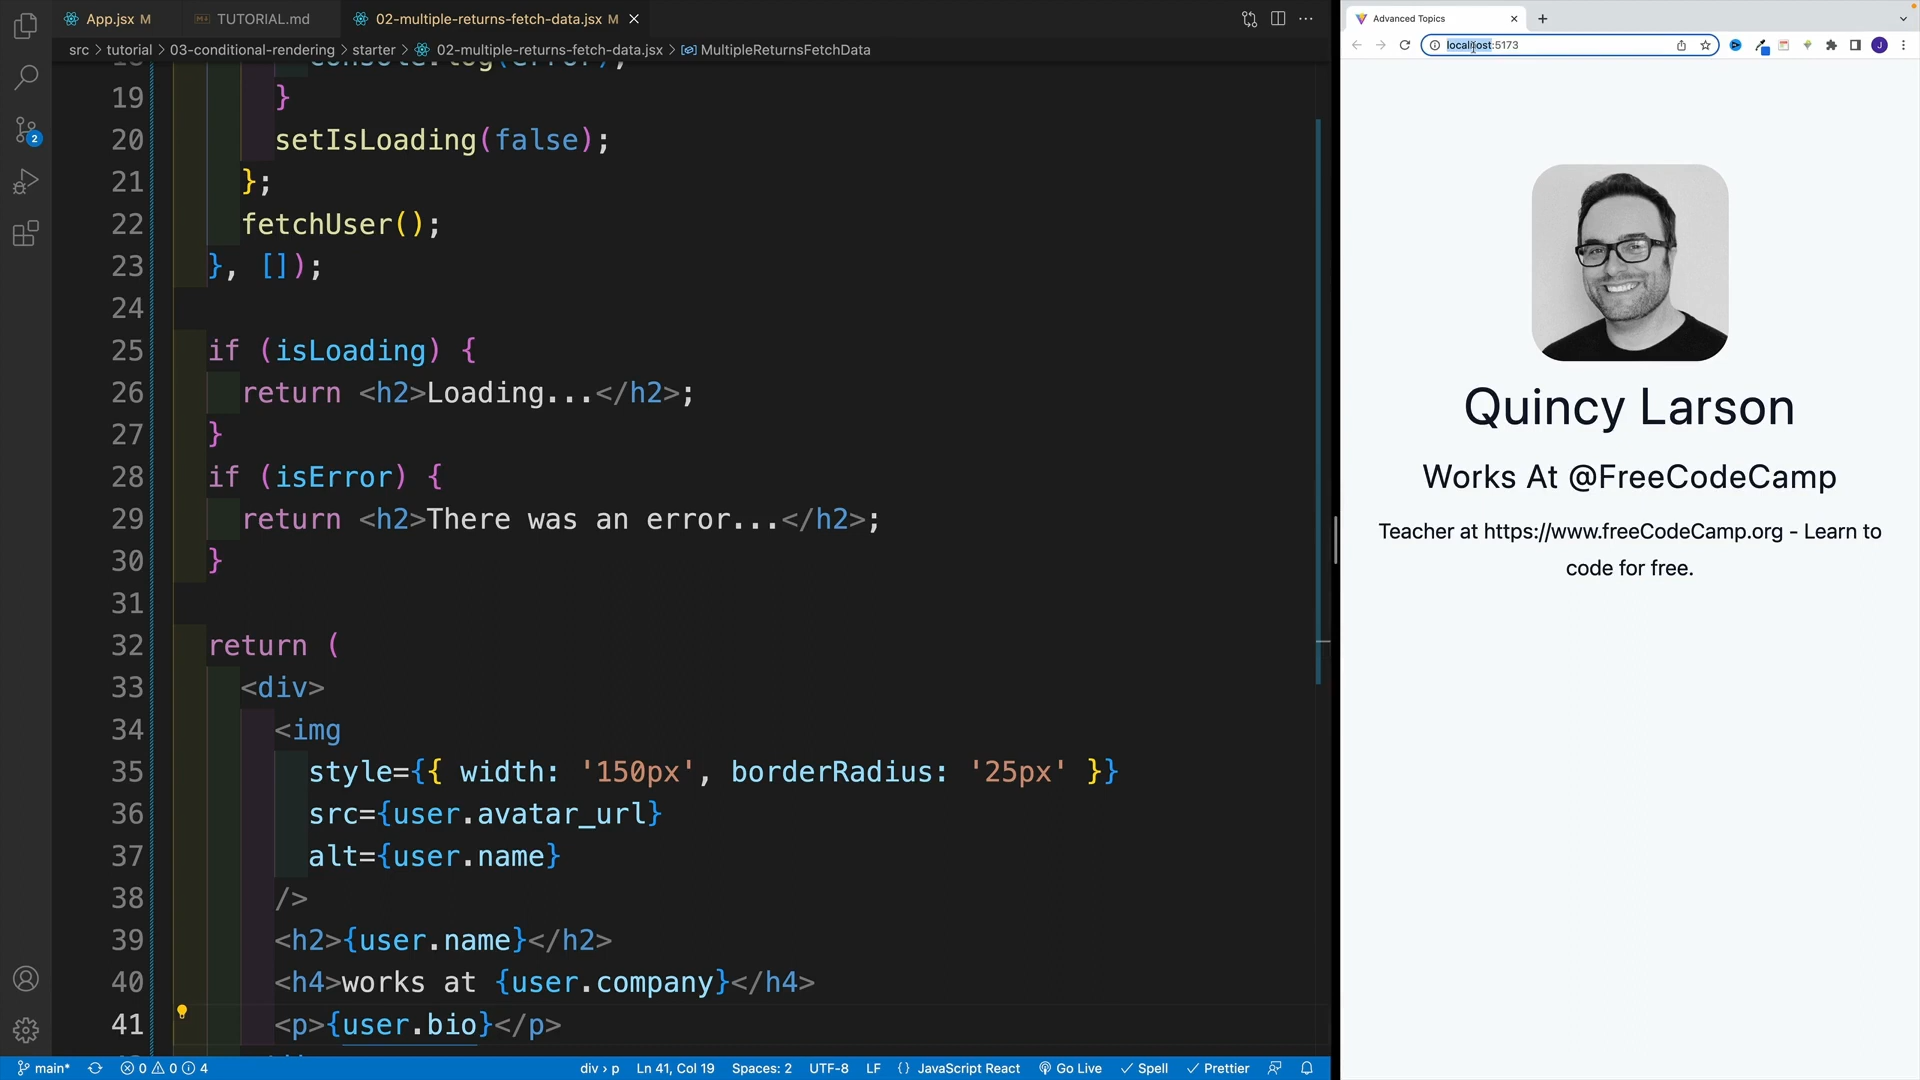 App.jsx M
TUTORIAL.md
02-multiple-returns-fetch-data.jsx M
src > tutorial > 03-conditional-rendering > starter > 02-multiple-returns-fetch-data.jsx > MultipleReturnsFetchData
18 console.log(error);
19 }
20 setIsLoading(false);
21 };
22 fetchUser();
23 }, []);
24
25 if (isLoading) {
26 return <h2>Loading...</h2>;
27 }
28 if (isError) {
29 return <h2>There was an error...</h2>;
30 }
31
32 return (
33 <div>
34 <img
35 style={{ width: '150px', borderRadius: '25px' }}
36 src={user.avatar_url}
37 alt={user.name}
38 />
39 <h2>{user.name}</h2>
40 <h4>works at {user.company}</h4>
41 <p>{user.bio}</p>
2
main* 0 0 4
div > p Ln 41, Col 19 Spaces: 2 UTF-8 LF {} JavaScript React Go Live Spell Prettier
Advanced Topics
localhost:5173
J
Quincy Larson
Works At @FreeCodeCamp
Teacher at https://www.freeCodeCamp.org - Learn to
code for free.